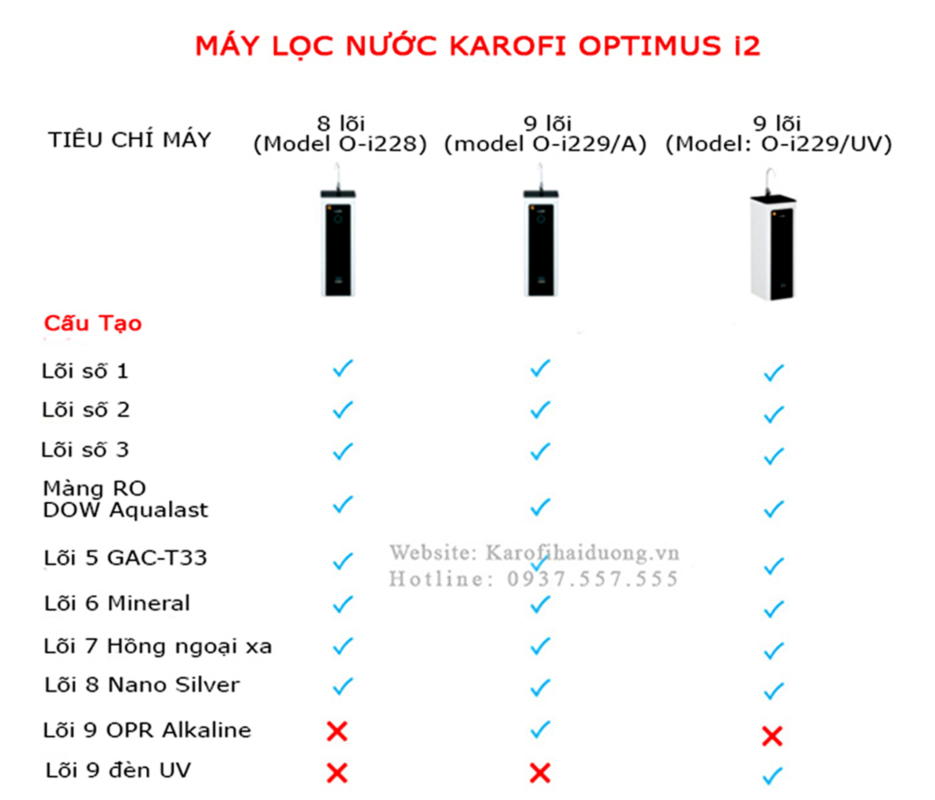 MÁY LỌC NƯỚC KAROFI OPTIMUS i2
TIÊU CHÍ MÁY
8 lõi
(Model O-i228)
9 lõi
(model O-i229/A)
9 lõi
(Model: O-i229/UV)
Cấu Tạo
Lõi số 1
Lõi số 2
Lõi số 3
Màng RO
DOW Aqualast
Lõi 5 GAC-T33
Website: Karofihaiduong.vn
Hotline: 0937.557.555
Lõi 6 Mineral
Lõi 7 Hồng ngoại xa
Lõi 8 Nano Silver
Lõi 9 OPR Alkaline
Lõi 9 đèn UV